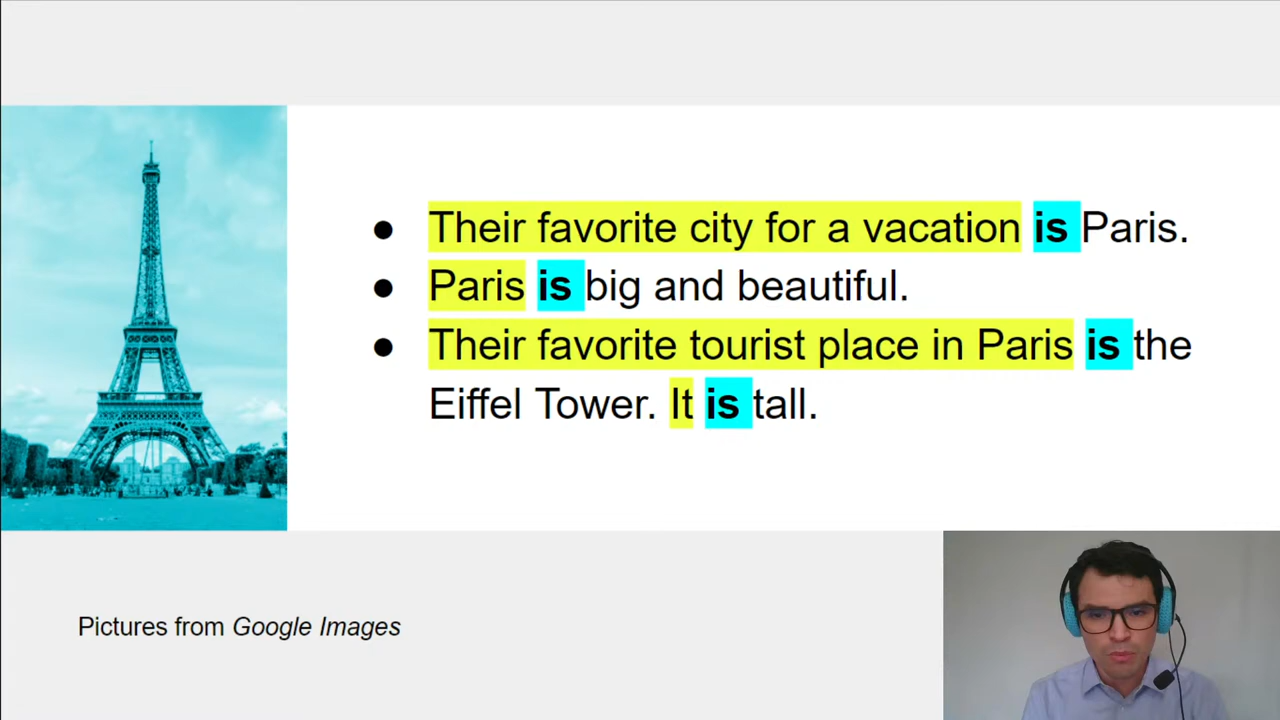 ● Their favorite city for a vacation is Paris.
● Paris is big and beautiful.
● Their favorite tourist place in Paris is the
Eiffel Tower. It is tall.
Pictures from Google Images